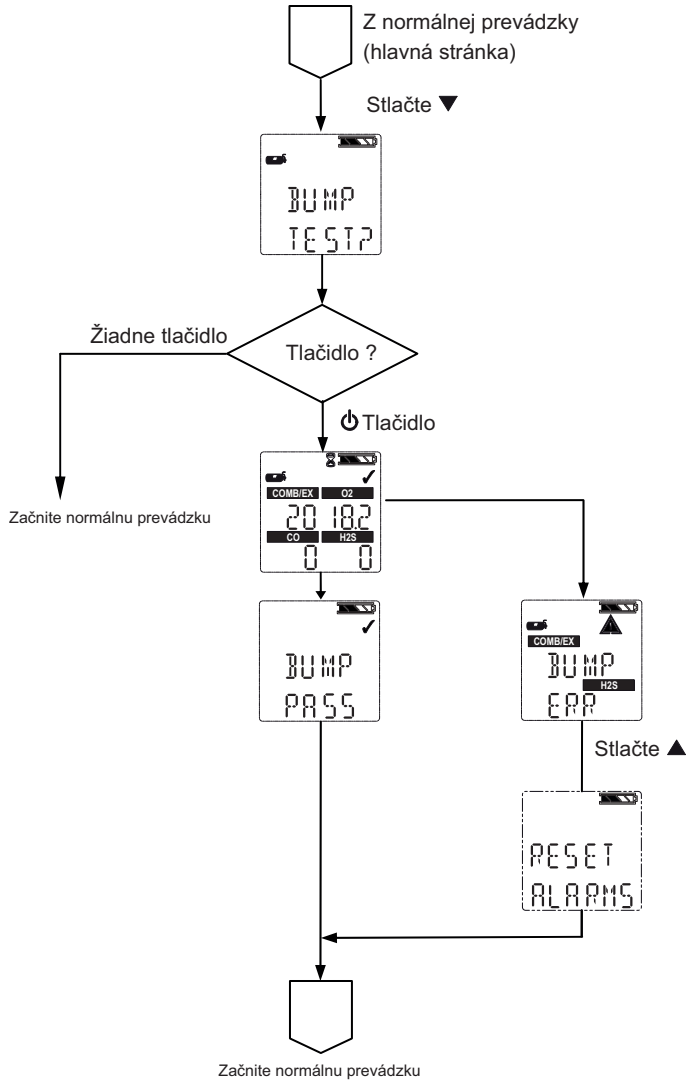 Z normálnej prevádzky
(hlavná stránka)
Stlačte ▼
BUMP
TEST?
Žiadne tlačidlo
Tlačidlo ?
Tlačidlo
Začnite normálnu prevádzku
COMB/EX O2
20 18.2
CO H2S
0 0
BUMP
PASS
COMB/EX
BUMP
H2S
ERR
Stlačte ▲
RESET
ALARMS
Začnite normálnu prevádzku